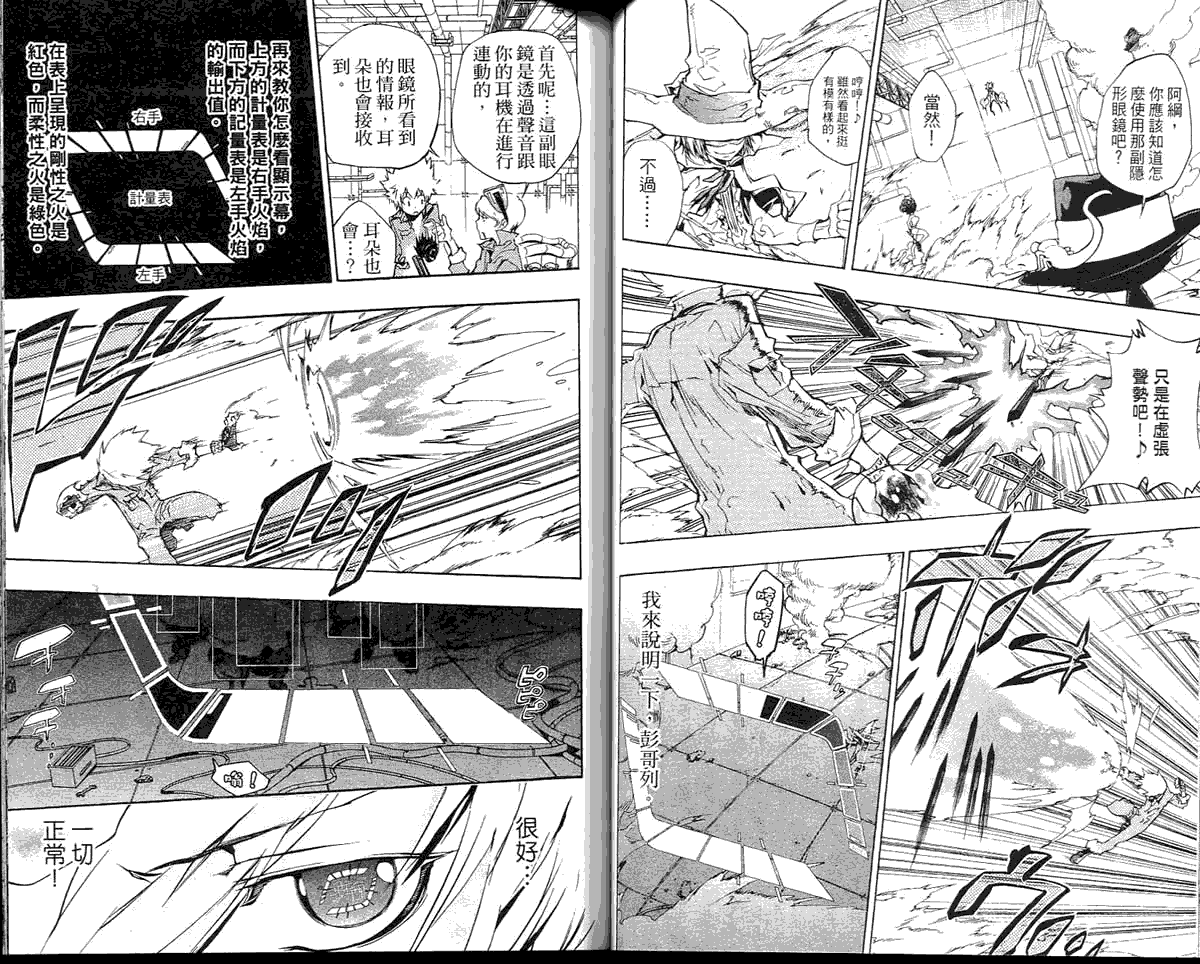 阿綱，
你應該知道怎
麼使用那副隱
形眼鏡吧？
當然！
哼哼！♪
雖然看起來挺
有模有樣的，
不過……
只是在虛張
聲勢吧！♪
哼哼！
我來說明一下，彭哥列。
首先呢…這副眼
鏡是透過聲音跟
你的耳機在進行
連動的，
眼鏡所看到
的情報，耳
朵也會接收
到。
耳朵也
會…？
再來教你怎麼看顯示幕，
上方的計量表是右手火焰，
而下方的記量表是左手火焰
的輸出值。
右手
計量表
左手
在表上呈現的剛性之火是
紅色，而柔性之火是綠色。
ピピピッ
嗡！
很好…
一切
正常！